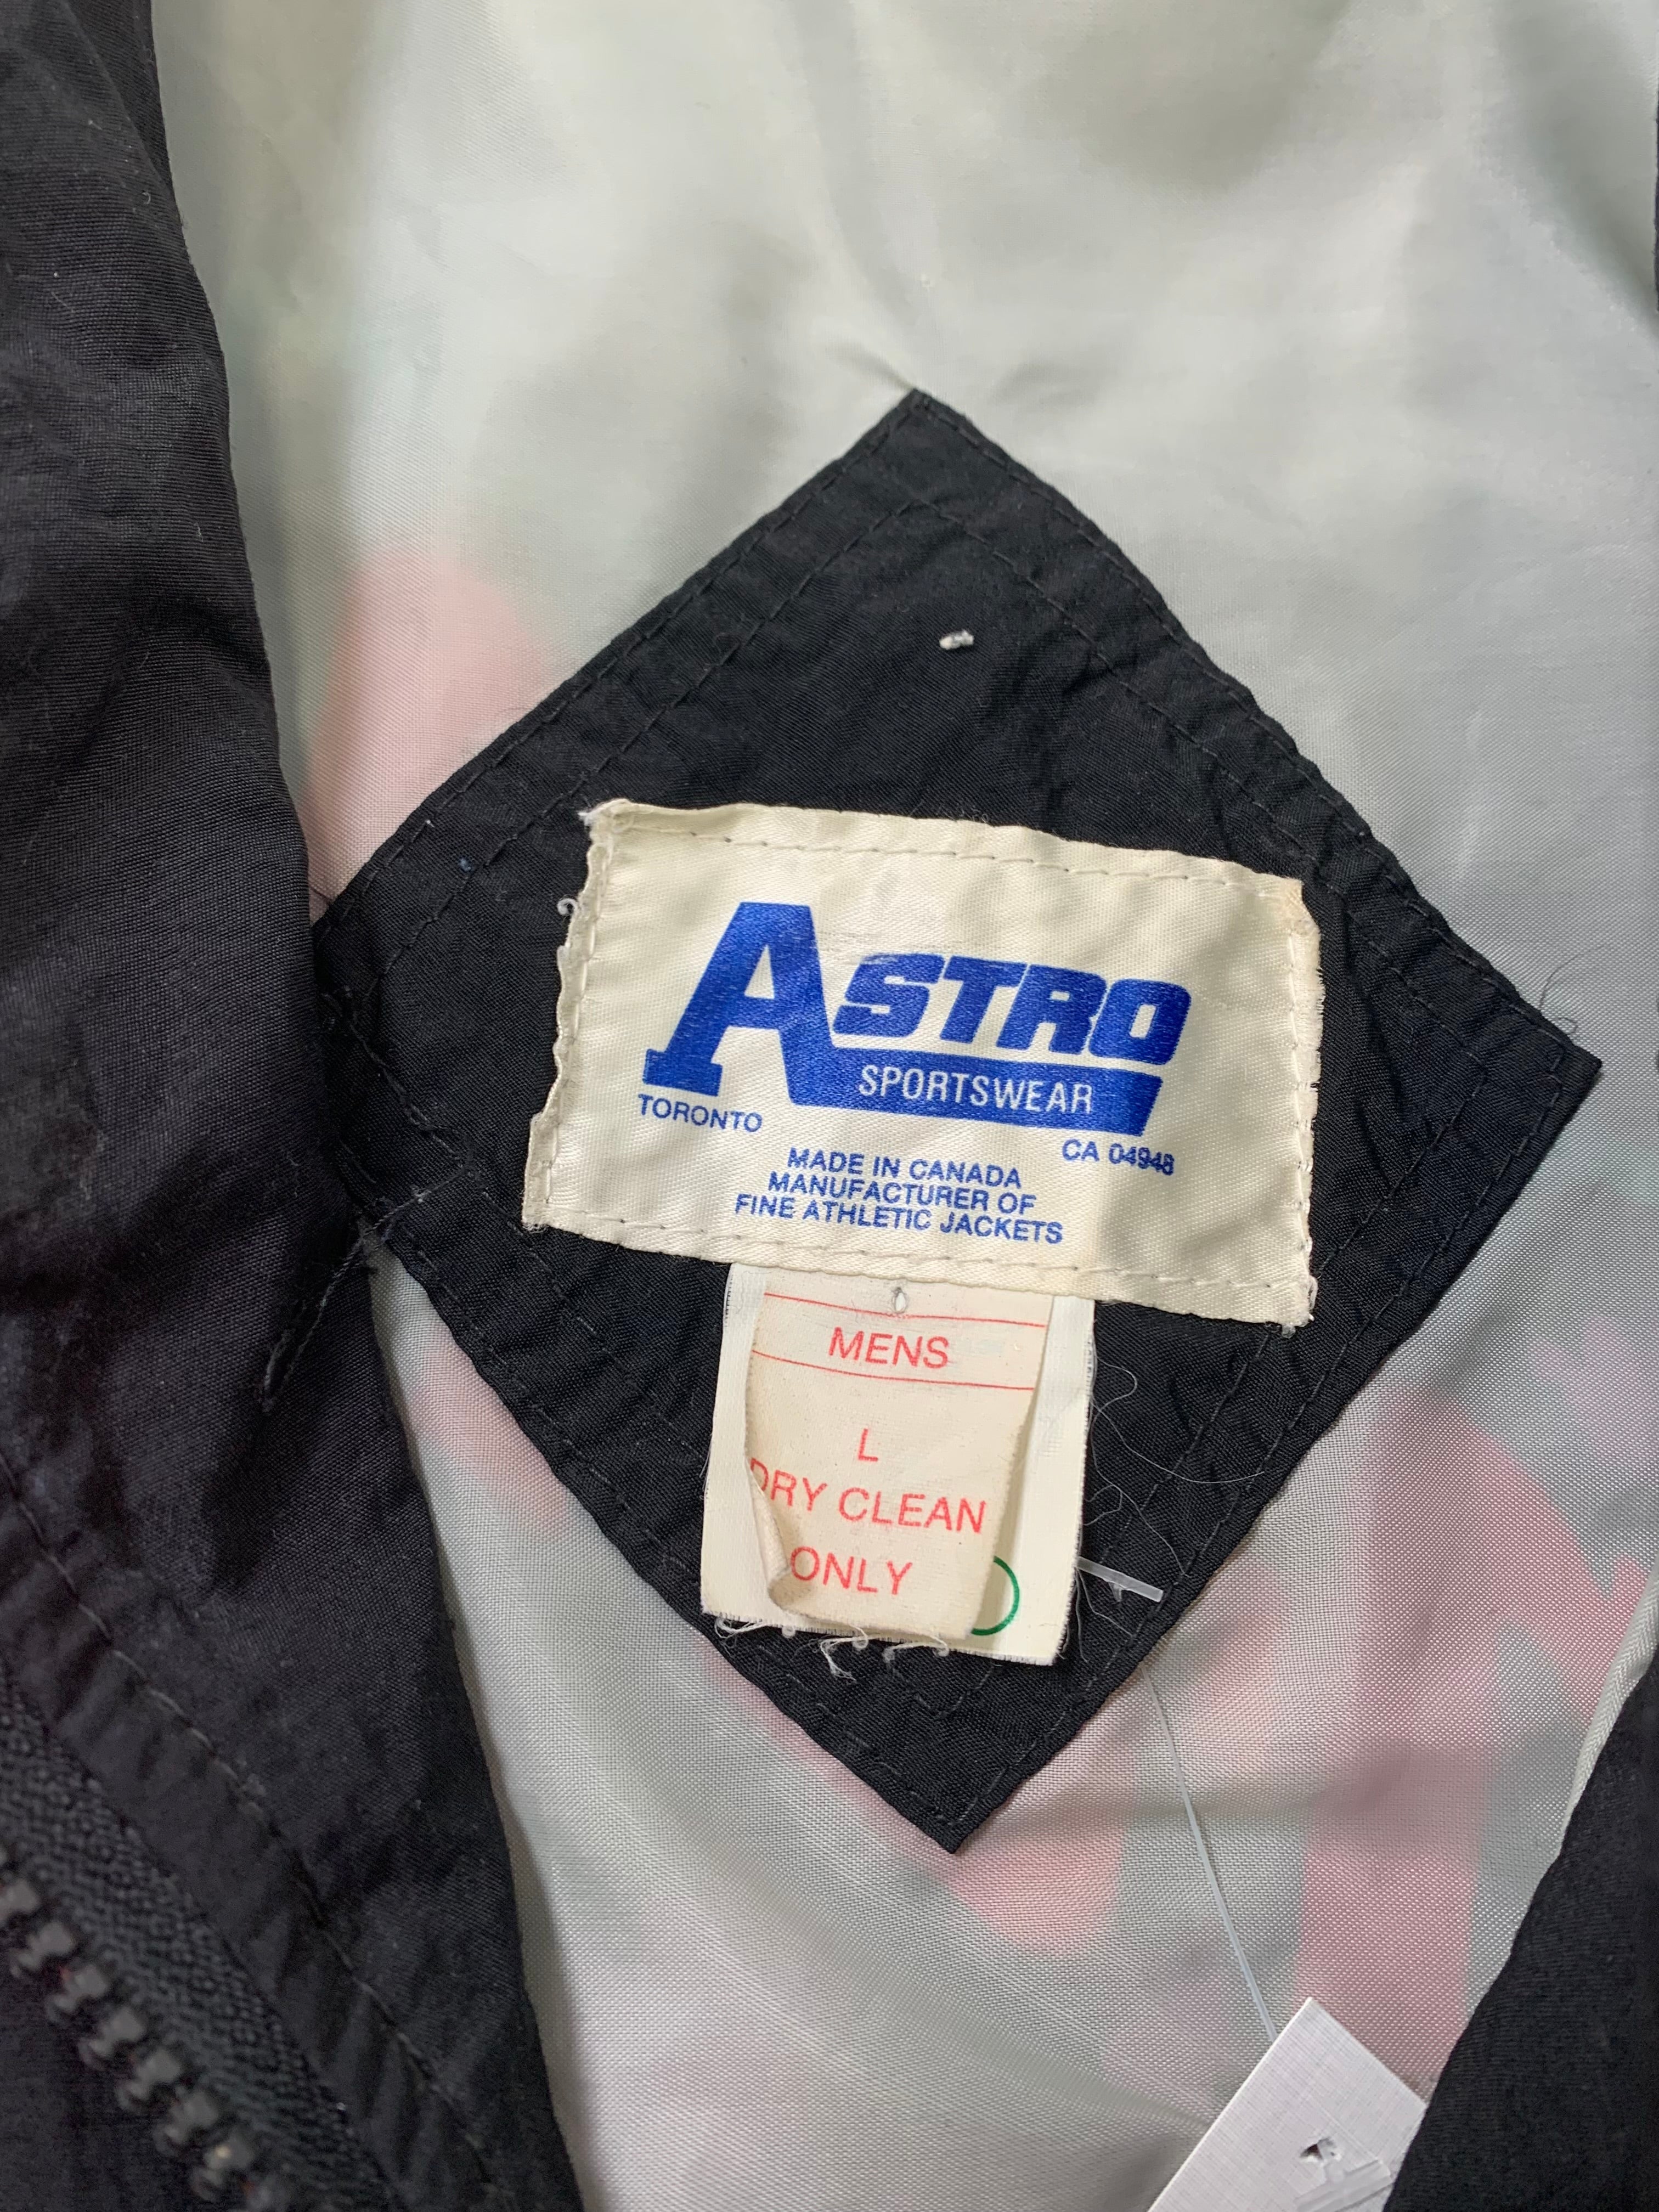 ASTRO
SPORTSWEAR
TORONTO
CA 04948
MADE IN CANADA
MANUFACTURER OF
FINE ATHLETIC JACKETS
MENS
L
DRY CLEAN
ONLY